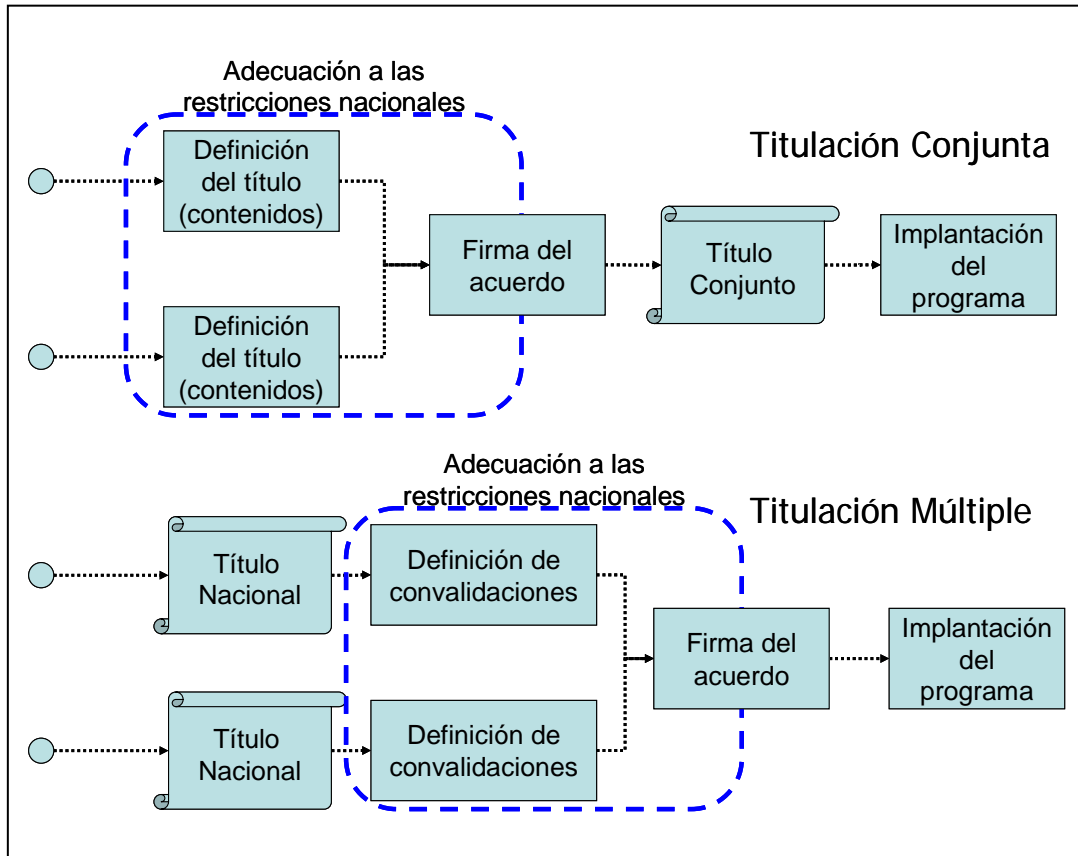 Adecuación a las
restricciones nacionales
Titulación Conjunta
Definición
del título
(contenidos)
Definición
del título
(contenidos)
Firma del
acuerdo
Título
Conjunto
Implantación
del
programa
Adecuación a las
restricciones nacionales
Titulación Múltiple
Título
Nacional
Definición de
convalidaciones
Título
Nacional
Definición de
convalidaciones
Firma del
acuerdo
Implantación
del
programa